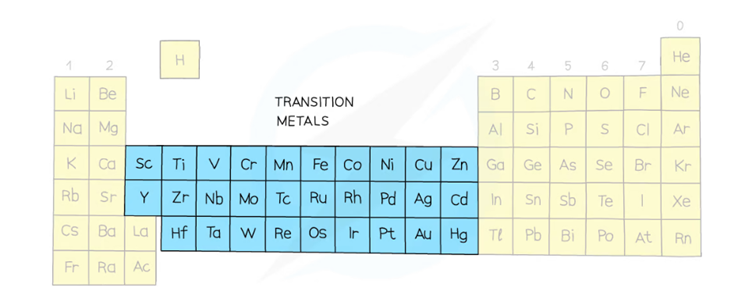 0
H He
1 2 3 4 5 6 7
Li Be B C N O F Ne
TRANSITION
METALS
Na Mg Al Si P S Cl Ar
K Ca Sc Ti V Cr Mn Fe Co Ni Cu Zn Ga Ge As Se Br Kr
Rb Sr Y Zr Nb Mo Tc Ru Rh Pd Ag Cd In Sn Sb Te I Xe
Cs Ba La Hf Ta W Re Os Ir Pt Au Hg Tl Pb Bi Po At Rn
Fr Ra Ac